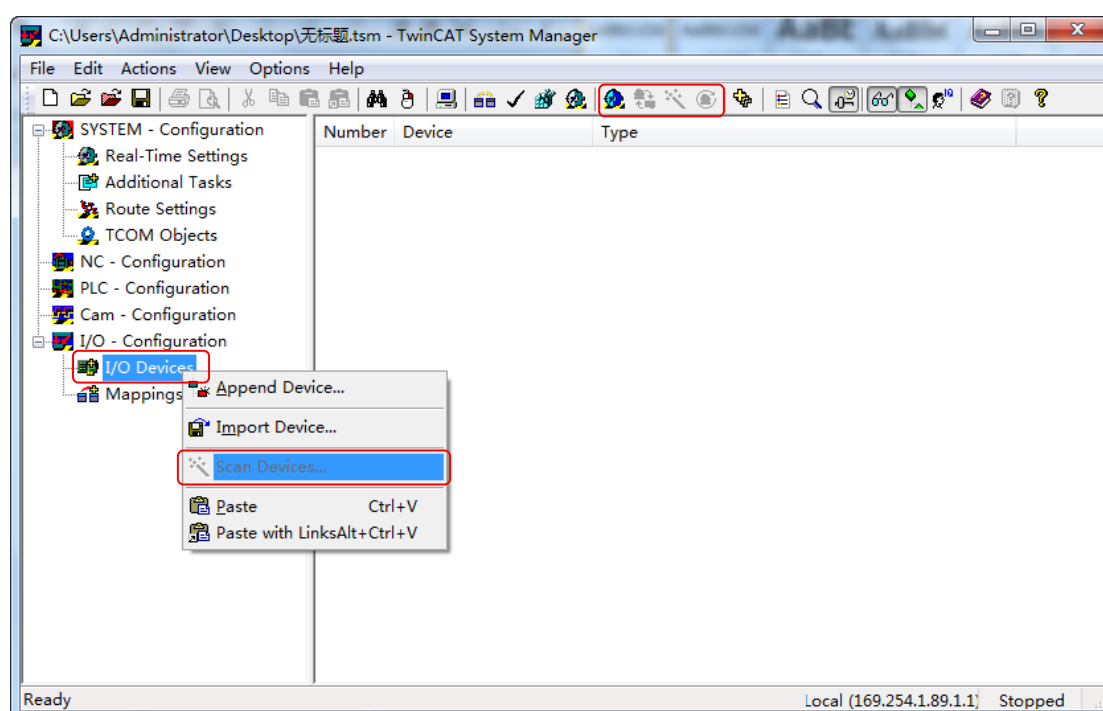 C:\Users\Administrator\Desktop\无标题.tsm - TwinCAT System Manager
File Edit Actions View Options Help
SYSTEM - Configuration
Number Device Type
Real-Time Settings
Additional Tasks
Route Settings
TCOM Objects
NC - Configuration
PLC - Configuration
Cam - Configuration
I/O - Configuration
I/O Devices
Mappings
Append Device...
Import Device...
Scan Devices...
Paste Ctrl+V
Paste with LinksAlt+Ctrl+V
Ready Local (169.254.1.89.1.1) Stopped